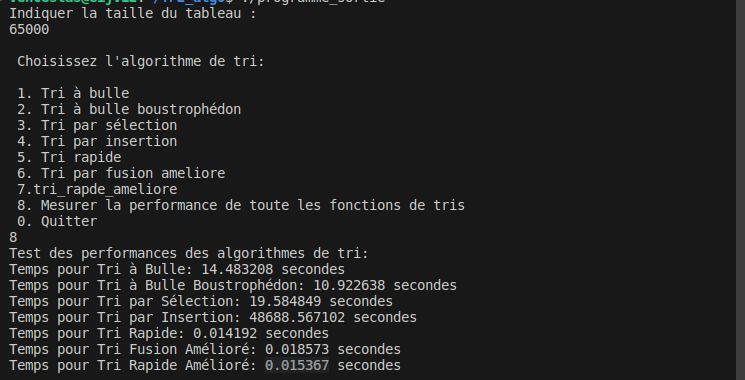 Indiquer la taille du tableau :
65000
Choisissez l'algorithme de tri:
1. Tri à bulle
2. Tri à bulle boustrophédon
3. Tri par sélection
4. Tri par insertion
5. Tri rapide
6. Tri par fusion ameliore
7.tri_rapde_ameliore
8. Mesurer la performance de toute les fonctions de tris
0. Quitter
8
Test des performances des algorithmes de tri:
Temps pour Tri à Bulle: 14.483208 secondes
Temps pour Tri à Bulle Boustrophédon: 10.922638 secondes
Temps pour Tri par Sélection: 19.584849 secondes
Temps pour Tri par Insertion: 48688.567102 secondes
Temps pour Tri Rapide: 0.014192 secondes
Temps pour Tri Fusion Amélioré: 0.018573 secondes
Temps pour Tri Rapide Amélioré: 0.015367 secondes